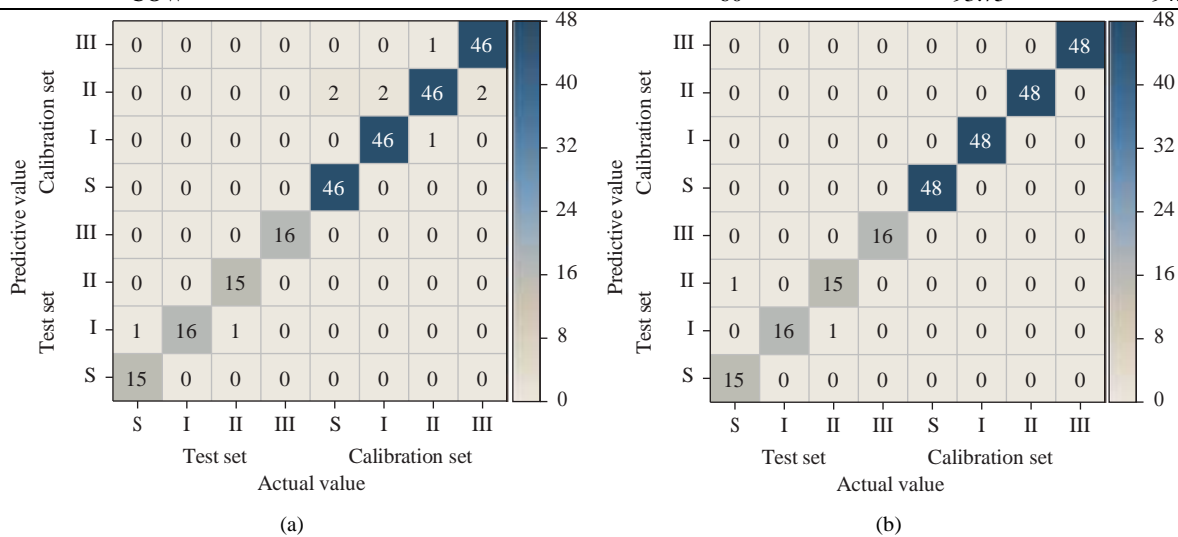 III 0 0 0 0 0 0 1 46
II 0 0 0 0 2 2 46 2
I 0 0 0 0 0 46 1 0
S 0 0 0 0 46 0 0 0
III 0 0 0 16 0 0 0 0
II 0 0 15 0 0 0 0 0
I 1 16 1 0 0 0 0 0
S 15 0 0 0 0 0 0 0
S I II III S I II III
Test set Calibration set
Actual value
Predictive value
Test set Calibration set
48
40
32
24
16
8
0
(a)
III 0 0 0 0 0 0 0 48
II 0 0 0 0 0 0 48 0
I 0 0 0 0 0 48 0 0
S 0 0 0 0 48 0 0 0
III 0 0 0 16 0 0 0 0
II 1 0 15 0 0 0 0 0
I 0 16 1 0 0 0 0 0
S 15 0 0 0 0 0 0 0
S I II III S I II III
Test set Calibration set
Actual value
Predictive value
Test set Calibration set
48
40
32
24
16
8
0
(b)